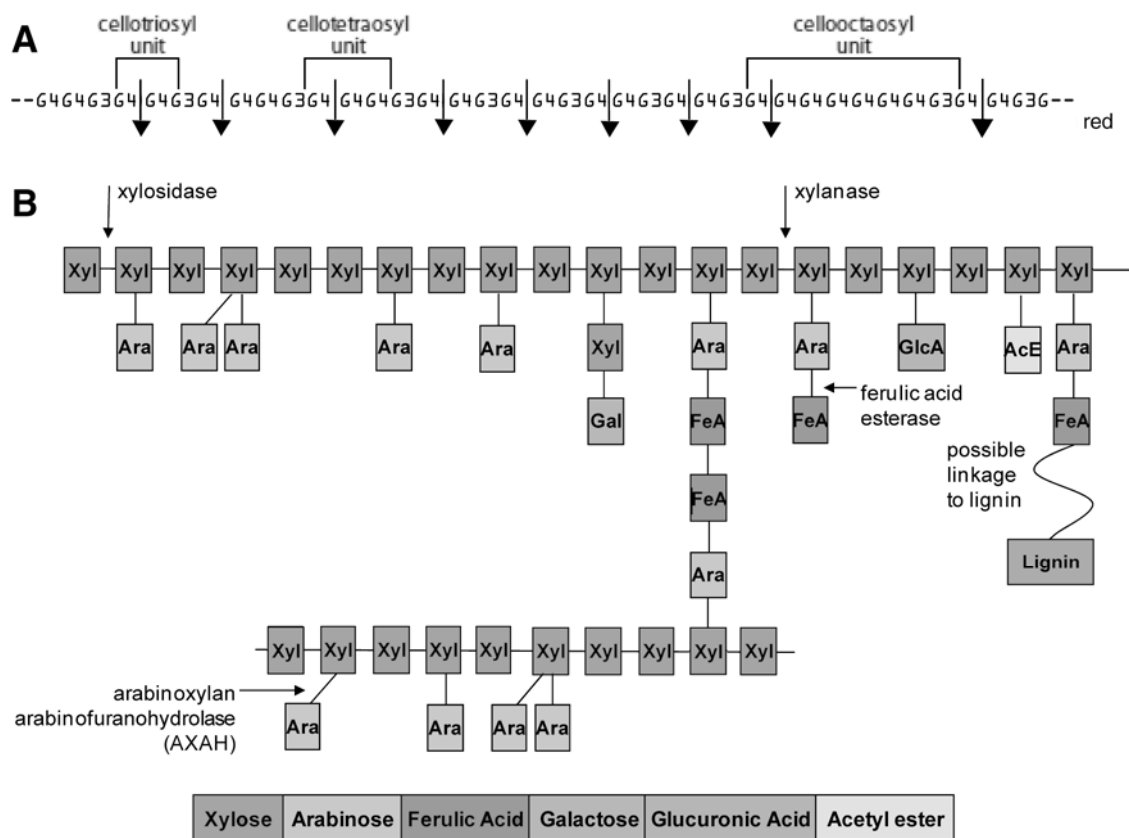 A
cellotriosyl
unit
cellotetraosyl
unit
cellooctaosyl
unit
--G4G4G3G4G4G3G4G4G4G3G4G4G4G3G4G4G3G4G4G3G4G4G3G4G4G3G4G4G4G4G4G4G4G3G4G4G3G--
red
B
xylosidase
xylanase
Xyl Xyl Xyl Xyl Xyl Xyl Xyl Xyl Xyl Xyl Xyl Xyl Xyl Xyl Xyl Xyl Xyl Xyl Xyl Xyl
Ara Ara Ara Ara Ara Xyl Ara Ara GlcA AcE Ara
Gal FeA FeA FeA
ferulic acid
esterase
possible
linkage
to lignin
FeA
Ara
Lignin
Xyl Xyl Xyl Xyl Xyl Xyl Xyl Xyl Xyl Xyl
arabinoxylan
arabinofuranohydrolase
(AXAH)
Ara Ara Ara Ara
Xylose Arabinose Ferulic Acid Galactose Glucuronic Acid Acetyl ester